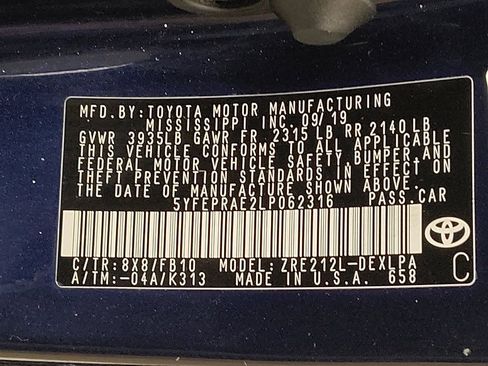 MFD.BY:TOYOTA MOTOR MANUFACTURING
MISSISSIPPI INC. 09/19
GVWR 3935LB GAWR FR. 2315 LB RR 2140 LB
THIS VEHICLE CONFORMS TO ALL APPLICABLE
FEDERAL MOTOR VEHICLE SAFETY, BUMPER, AND
THEFT PREVENTION STANDARDS IN EFFECT ON
THE DATE OF MANUFACTURE SHOWN ABOVE.
5YFEPRAE2LP062316 PASS.CAR
C/TR:8X8/FB10 MODEL:ZRE212L-DEXLPA
A/TM:-04A/K313 MADE IN U.S.A. 658
C